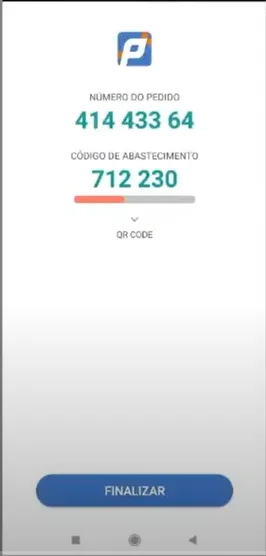 NÚMERO DO PEDIDO
414 433 64
CÓDIGO DE ABASTECIMENTO
712 230
QR CODE
FINALIZAR